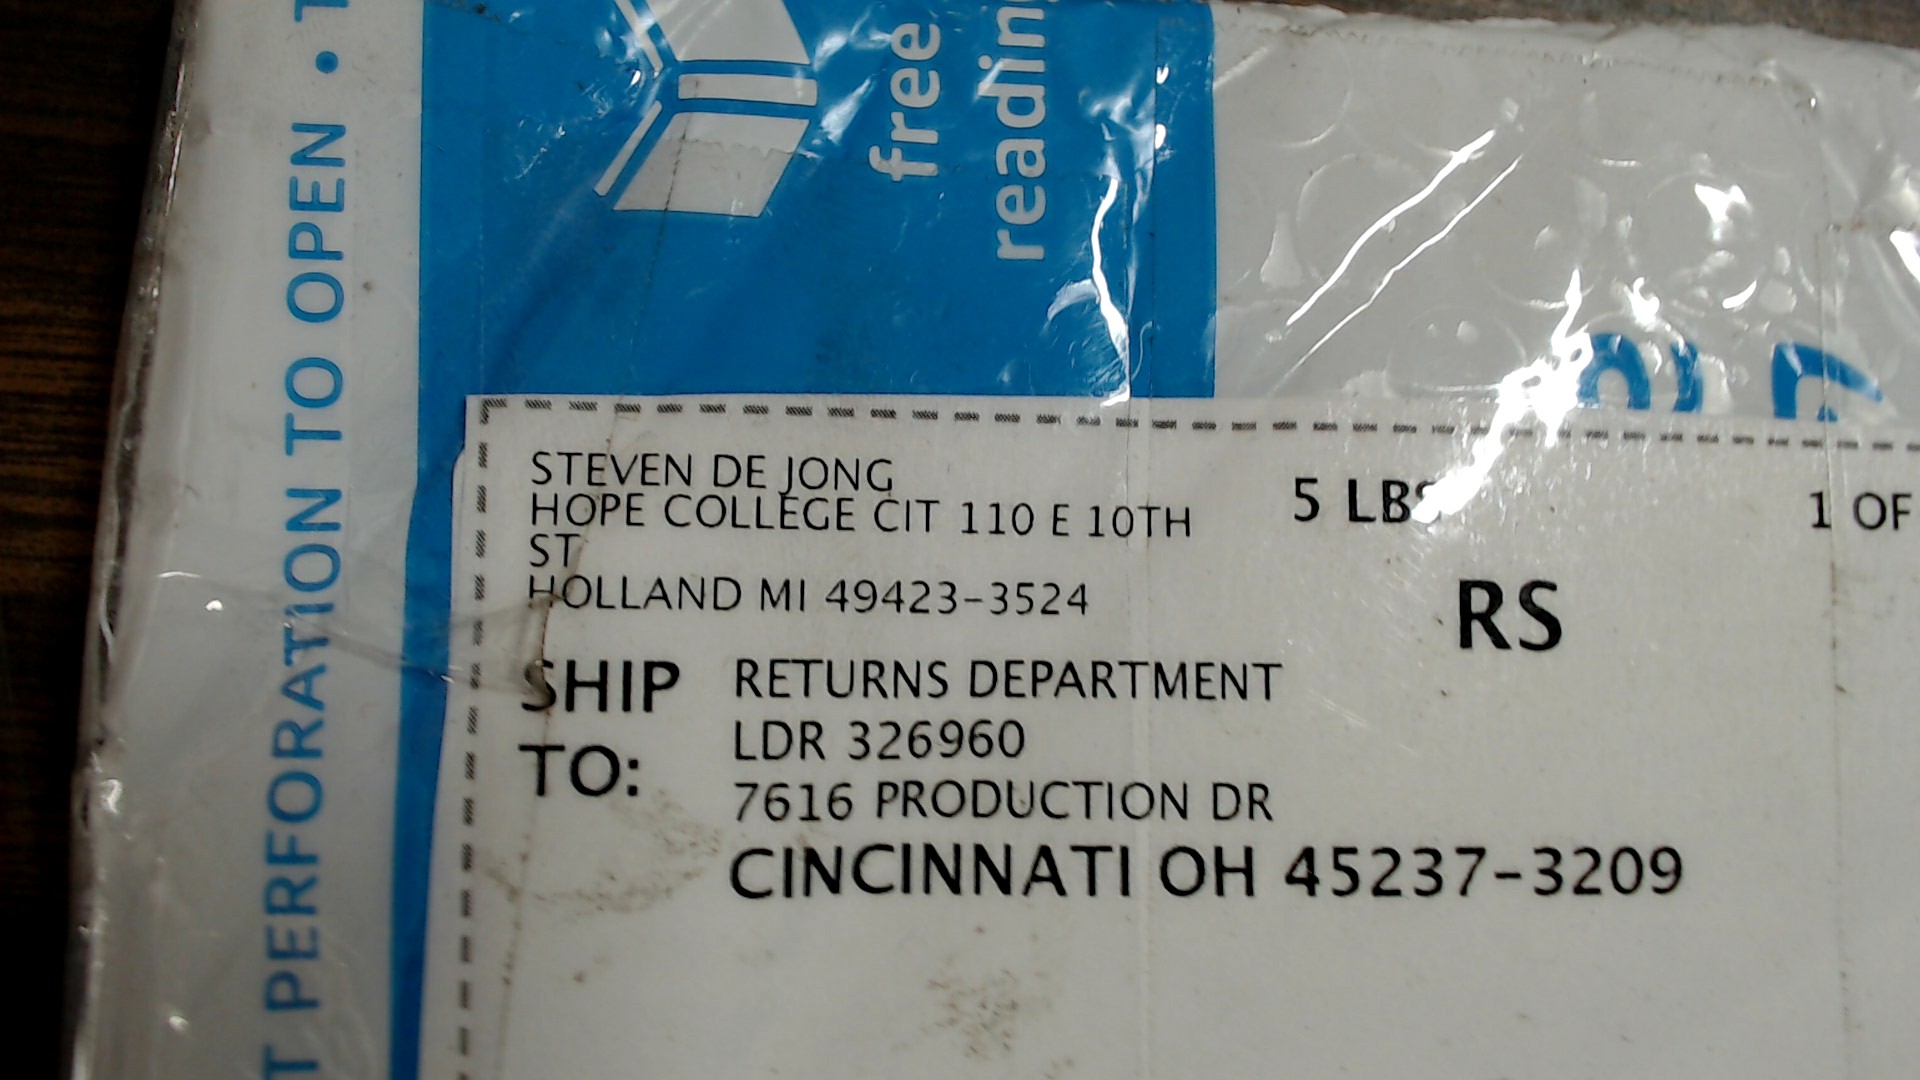 STEVEN DE JONG
HOPE COLLEGE CIT 110 E 10TH
ST
HOLLAND MI 49423-3524
5 LBS
1 OF
RS
SHIP
TO:
RETURNS DEPARTMENT
LDR 326960
7616 PRODUCTION DR
CINCINNATI OH 45237-3209
PERFORATION TO OPEN •
free
reading